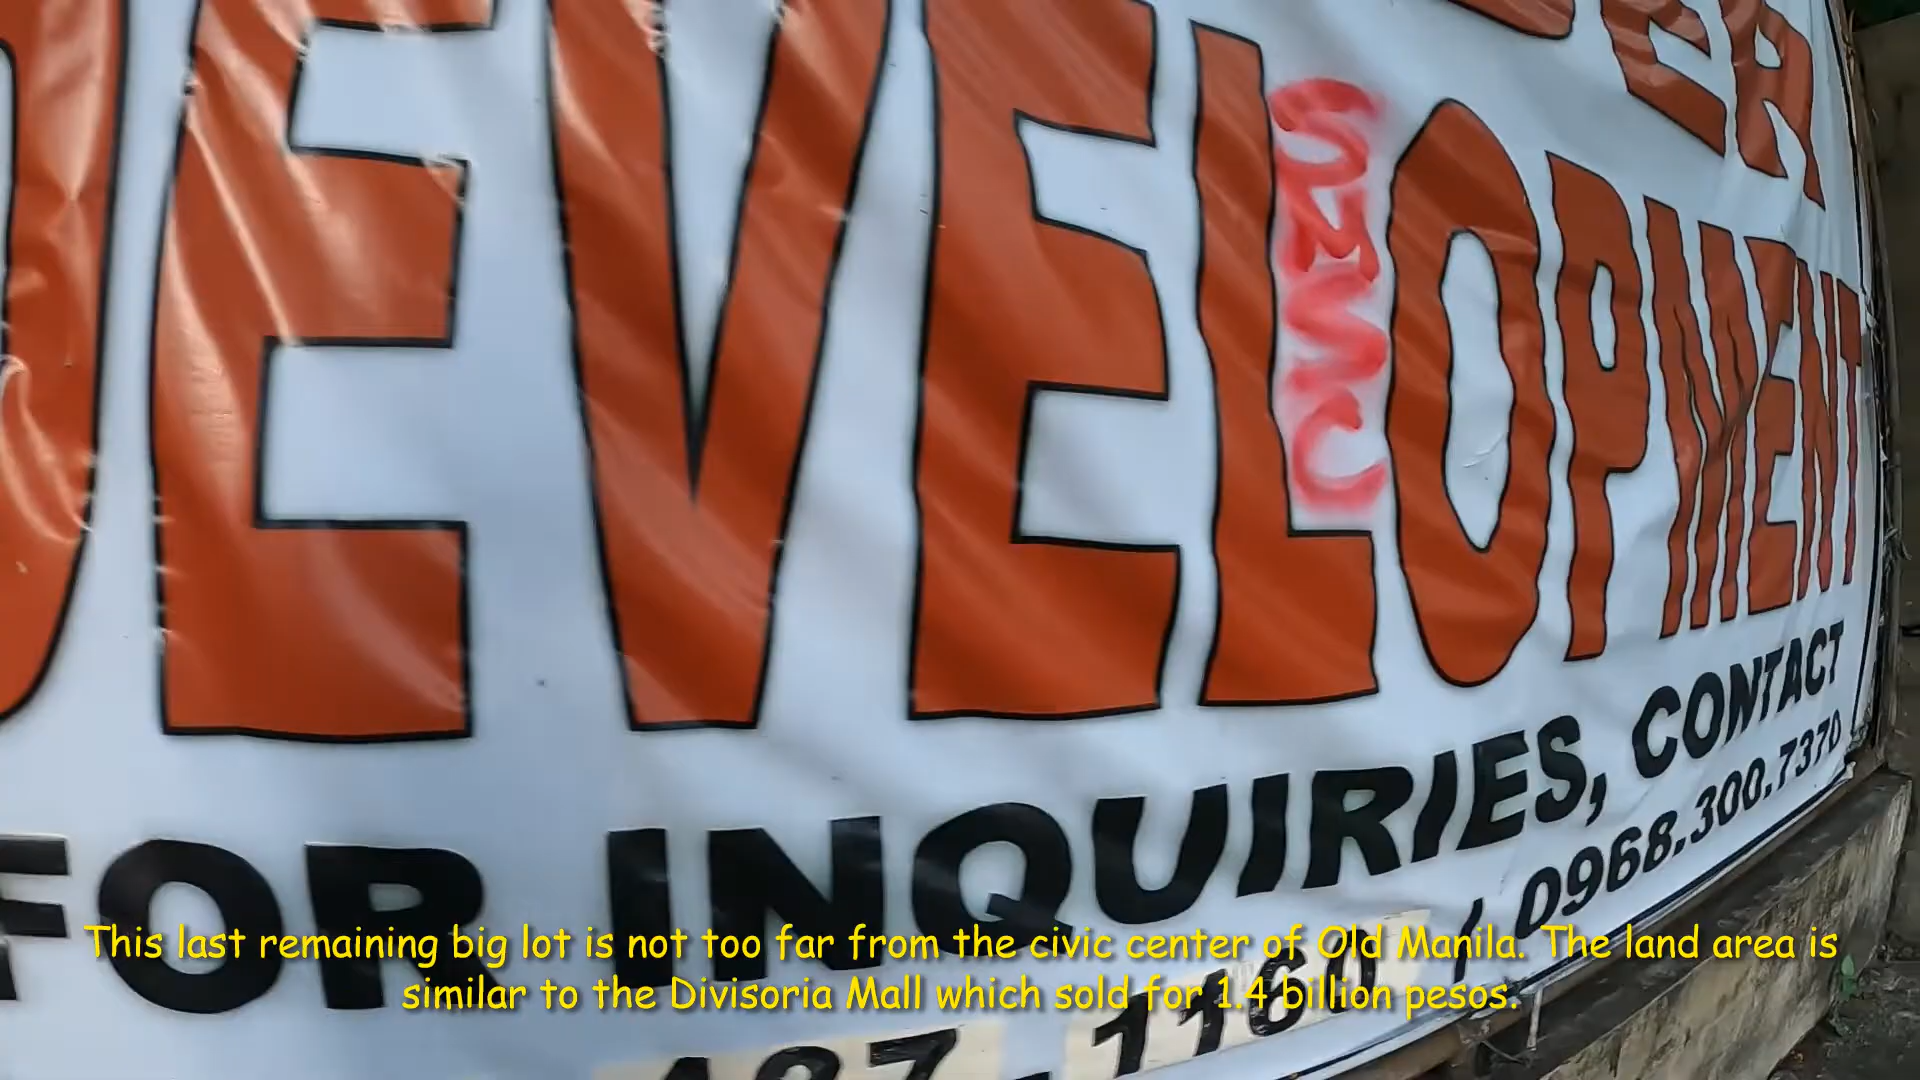 DEVELOPMENT
SMSC
FOR INQUIRIES, CONTACT
1160 / 0968.300.7370
This last remaining big lot is not too far from the civic center of Old Manila. The land area is
similar to the Divisoria Mall which sold for 1.4 billion pesos.